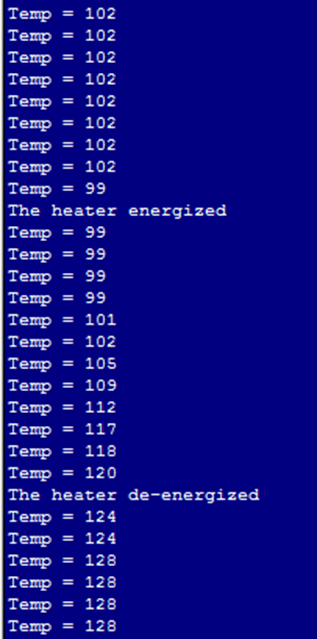 Temp = 102
Temp = 102
Temp = 102
Temp = 102
Temp = 102
Temp = 102
Temp = 102
Temp = 102
Temp = 99
The heater energized
Temp = 99
Temp = 99
Temp = 99
Temp = 99
Temp = 101
Temp = 102
Temp = 105
Temp = 109
Temp = 112
Temp = 117
Temp = 118
Temp = 120
The heater de-energized
Temp = 124
Temp = 124
Temp = 128
Temp = 128
Temp = 128
Temp = 128